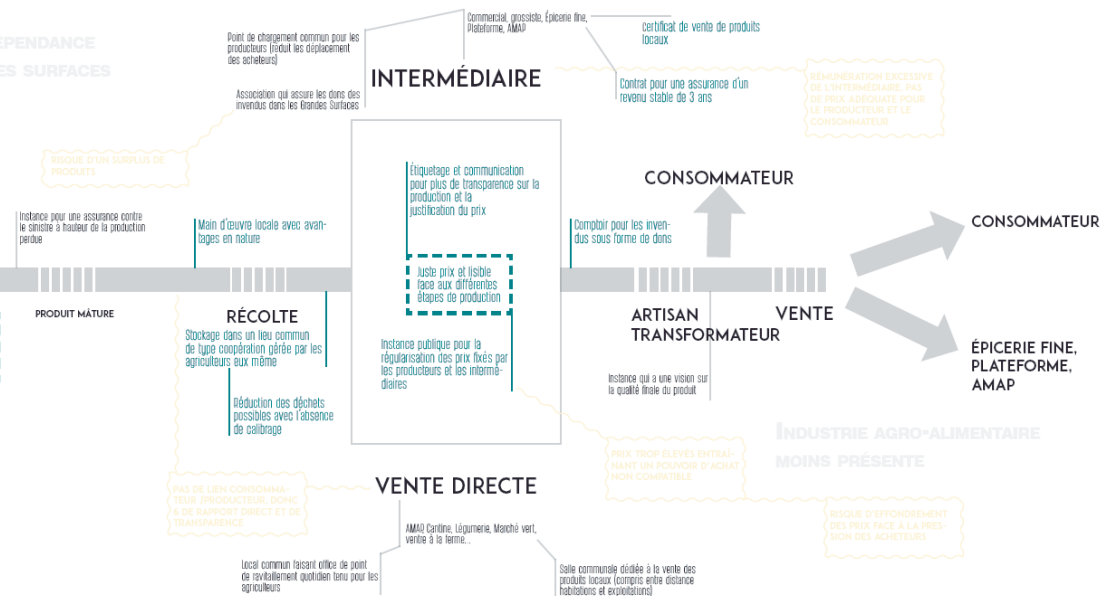 Commercial, grossiste, Épicerie fine,
Plateforme, AMAP
certificat de vente de produits
locaux
Point de chargement commun pour les
producteurs (réduit les déplacement
des acheteurs)
ÉPENDANCE
ES SURFACES
INTERMÉDIAIRE
RÉMUNÉRATION EXCESSIVE
DE L'INTERMÉDIAIRE, PAS
DE PRIX ADÉQUATE POUR
LE PRODUCTEUR ET LE
CONSOMMATEUR
Contrat pour une assurance d'un
revenu stable de 3 ans
Association qui assure les dons des
invendus dans les Grandes Surfaces
RISQUE D'UN SURPLUS DE
PRODUITS
Étiquetage et communication
pour plus de transparence sur la
production et la
justification du prix
CONSOMMATEUR
CONSOMMATEUR
Instance pour une assurance contre
le sinistre à hauteur de la production
perdue
Main d'œuvre locale avec avan-
tages en nature
Comptoir pour les inven-
dus sous forme de dons
Juste prix et lisible
face aux différentes
étapes de production
PRODUIT MÂTURE
RÉCOLTE
ARTISAN
TRANSFORMATEUR
VENTE
Stockage dans un lieu commun
de type coopération gérée par les
agriculteurs eux même
Instance publique pour la
régularisation des prix fixés par
les producteurs et les intermé-
diaires
ÉPICERIE FINE,
PLATEFORME,
AMAP
Instance qui a une vision sur
la qualité finale du produit
Réduction des déchets
possibles avec l'absence
de calibrage
INDUSTRIE AGRO-ALIMENTAIRE
MOINS PRÉSENTE
PRIX TROP ÉLEVÉS ENTRAÎ-
NANT UN POUVOIR D'ACHAT
NON COMPATIBLE
VENTE DIRECTE
PAS DE LIEN CONSOMMA-
TEUR /PRODUCTEUR, DONC
& DE RAPPORT DIRECT ET DE
TRANSPARENCE
RISQUE D'EFFONDREMENT
DES PRIX FACE À LA PRES-
SION DES ACHETEURS
AMAP, Cantine, Légumerie, Marché vert,
ventre à la ferme...
Local commun faisant office de point
de ravitaillement quotidien tenu pour les
agriculteurs
Salle communale dédiée à la vente des
produits locaux (compris entre distance
habitations et exploitations)